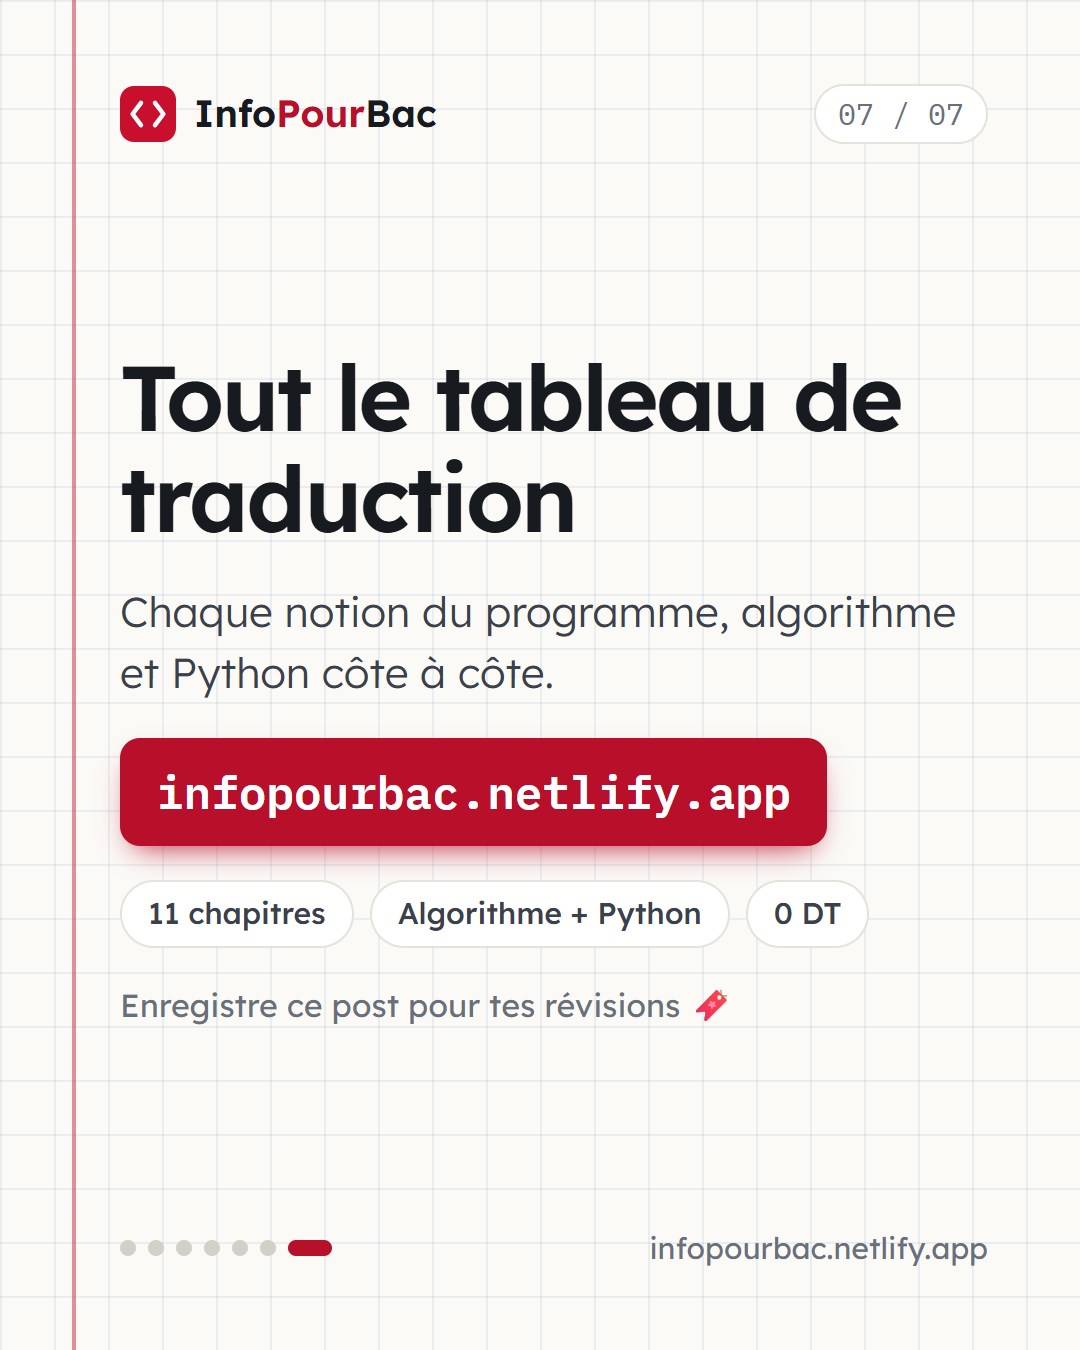 InfoPourBac
07 / 07
Tout le tableau de
traduction
Chaque notion du programme, algorithme
et Python côte à côte.
infopourbac.netlify.app
11 chapitres
Algorithme + Python
0 DT
Enregistre ce post pour tes révisions
infopourbac.netlify.app